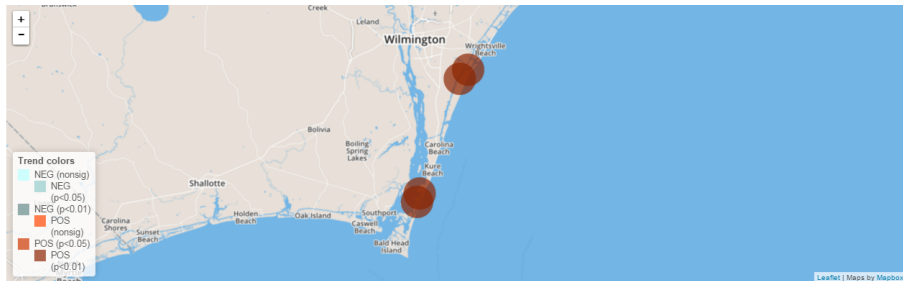 Brunswick
Creek
Leland
+
−
Wilmington
Wrightsville
Beach
Bolivia
Boiling
Spring
Lakes
Carolina
Beach
Kure
Beach
Trend colors
NEG (nonsig)
NEG
(p<0.05)
NEG (p<0.01)
POS
(nonsig)
POS (p<0.05)
POS
(p<0.01)
Shallotte
Carolina
Shores
Sunset
Beach
Holden
Beach
Oak Island
Southport
Caswell
Beach
Bald Head
Island
Beach
Leaflet | Maps by Mapbox